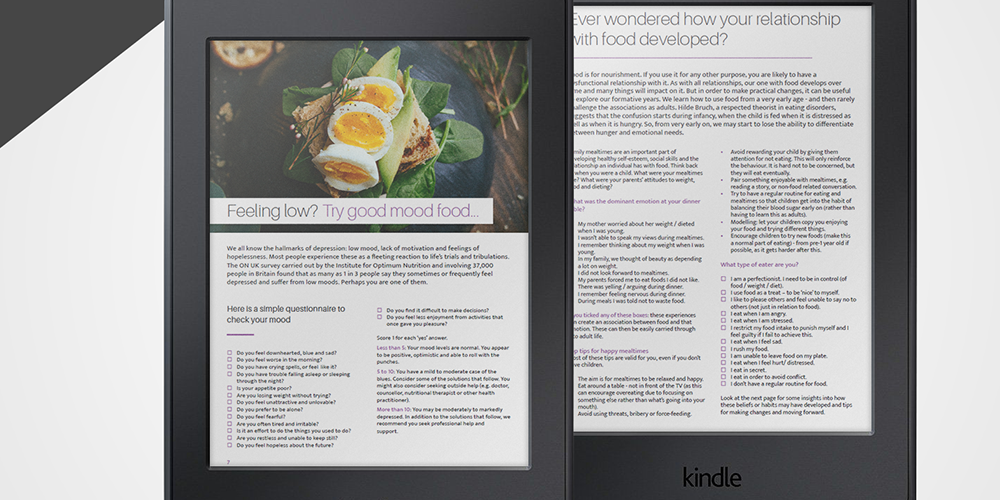 Feeling low? Try good mood food...
We all know the hallmarks of depression: low mood, lack of motivation and feelings of
hopelessness. Most people experience these as a fleeting reaction to life's trials and tribulations.
The ON UK survey carried out by the Institute for Optimum Nutrition and involving 37,000
people in Britain found that as many as 1 in 3 people say they sometimes or frequently feel
depressed and suffer from low moods. Perhaps you are one of them.
Here is a simple questionnaire to
check your mood
Do you feel downhearted, blue and sad?
Do you feel worse in the morning?
Do you have crying spells, or feel like it?
Do you have trouble falling asleep or sleeping
through the night?
Is your appetite poor?
Are you losing weight without trying?
Do you feel unattractive and unlovable?
Do you prefer to be alone?
Do you feel fearful?
Are you often tired and irritable?
Is it an effort to do the things you used to do?
Are you restless and unable to keep still?
Do you feel hopeless about the future?
Do you find it difficult to make decisions?
Do you feel less enjoyment from activities that
once gave you pleasure?
Score 1 for each 'yes' answer.
Less than 5: Your mood levels are normal. You appear
to be positive, optimistic and able to roll with the
punches.
5 to 10: You have a mild to moderate case of the
blues. Consider some of the solutions that follow. You
might also consider seeking outside help (e.g. doctor,
counsellor, nutritional therapist or other health
practitioner).
More than 10: You may be moderately to markedly
depressed. In addition to the solutions that follow, we
recommend you seek professional help and
support.
7
Ever wondered how your relationship
with food developed?
is for nourishment. If you use it for any other purpose, you are likely to have a
relationship with it. As with all relationships, our one with food develops over
and many things will impact on it. But in order to make practical changes, it can be useful
explore our formative years. We learn how to use food from a very early age - and then rarely
the associations as adults. Hilde Bruch, a respected theorist in eating disorders,
that the confusion starts during infancy, when the child is fed when it is distressed as
as when it is hungry. So, from very early on, we may start to lose the ability to differentiate
between hunger and emotional needs.
mealtimes are an important part of
healthy self-esteem, social skills and the
an individual has with food. Think back
when you were a child. What were your mealtimes
What were your parents' attitudes to weight,
and dieting?
was the dominant emotion at your dinner
My mother worried about her weight / dieted
when I was young.
I wasn't able to speak my views during mealtimes.
I remember thinking about my weight when I was
young.
In my family, we thought of beauty as depending
a lot on weight.
I did not look forward to mealtimes.
My parents forced me to eat foods I did not like.
There was yelling / arguing during dinner.
I remember feeling nervous during dinner.
During meals I was told not to waste food.
you ticked any of these boxes: these experiences
create an association between food and that
These can be easily carried through
adult life.
tips for happy mealtimes
of these tips are valid for you, even if you don't
children.
The aim is for mealtimes to be relaxed and happy.
Eat around a table - not in front of the TV (as this
can encourage overeating due to focusing on
something else rather than what's going into your
mouth).
Avoid using threats, bribery or force-feeding.
• Avoid rewarding your child by giving them
attention for not eating. This will only reinforce
the behaviour. It is hard not to be concerned, but
they will eat eventually.
• Pair something enjoyable with mealtimes, e.g.
reading a story, or non-food related conversation.
• Try to have a regular routine for eating and
mealtimes so that children get into the habit of
balancing their blood sugar early on (rather than
having to learn this as adults).
• Modelling: let your children copy you enjoying
your food and trying different things.
• Encourage children to try new foods (make this
a normal part of eating) - from pre-1 year old if
possible, as it gets harder after this.
What type of eater are you?
I am a perfectionist, I need to be in control (of
food / weight / diet).
I use food as a treat – to be 'nice' to myself.
I like to please others and feel unable to say no to
others (not just in relation to food).
I eat when I am angry.
I eat when I am stressed.
I restrict my food intake to punish myself and I
feel guilty if I fail to achieve this.
I eat when I feel sad.
I rush my food.
I am unable to leave food on my plate.
I eat when I feel hurt/ distressed.
I eat in secret.
I eat in order to avoid conflict.
I don't have a regular routine for food.
Look at the next page for some insights into how
these beliefs or habits may have developed and tips
for making changes and moving forward.
kindle